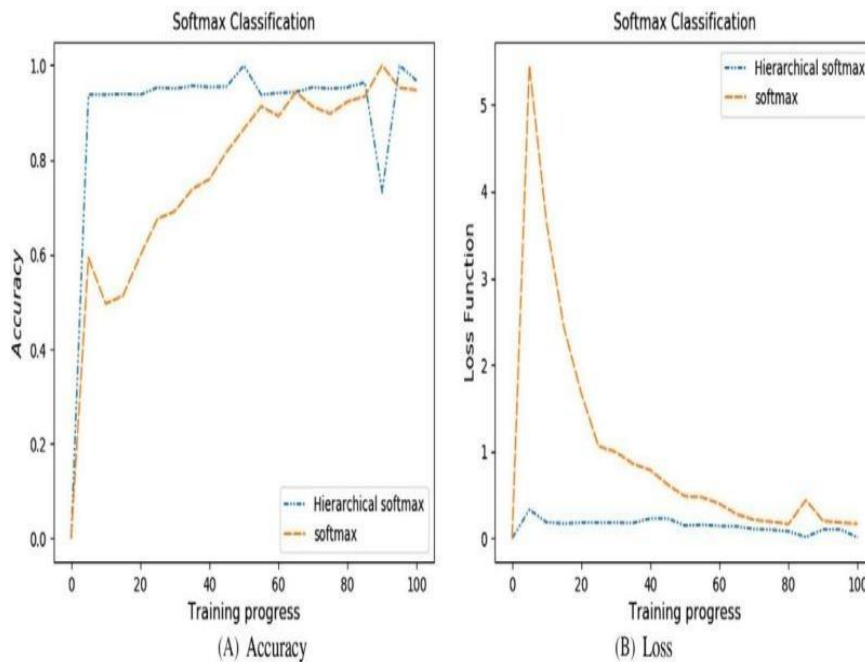 Softmax Classification
1.0
0.8
0.6
0.4
0.2
0.0
Accuracy
Hierarchical softmax
softmax
0
20
40
60
80
100
Training progress
(A) Accuracy
Softmax Classification
Hierarchical softmax
softmax
5
4
3
2
1
0
Loss Function
0
20
40
60
80
100
Training progress
(B) Loss